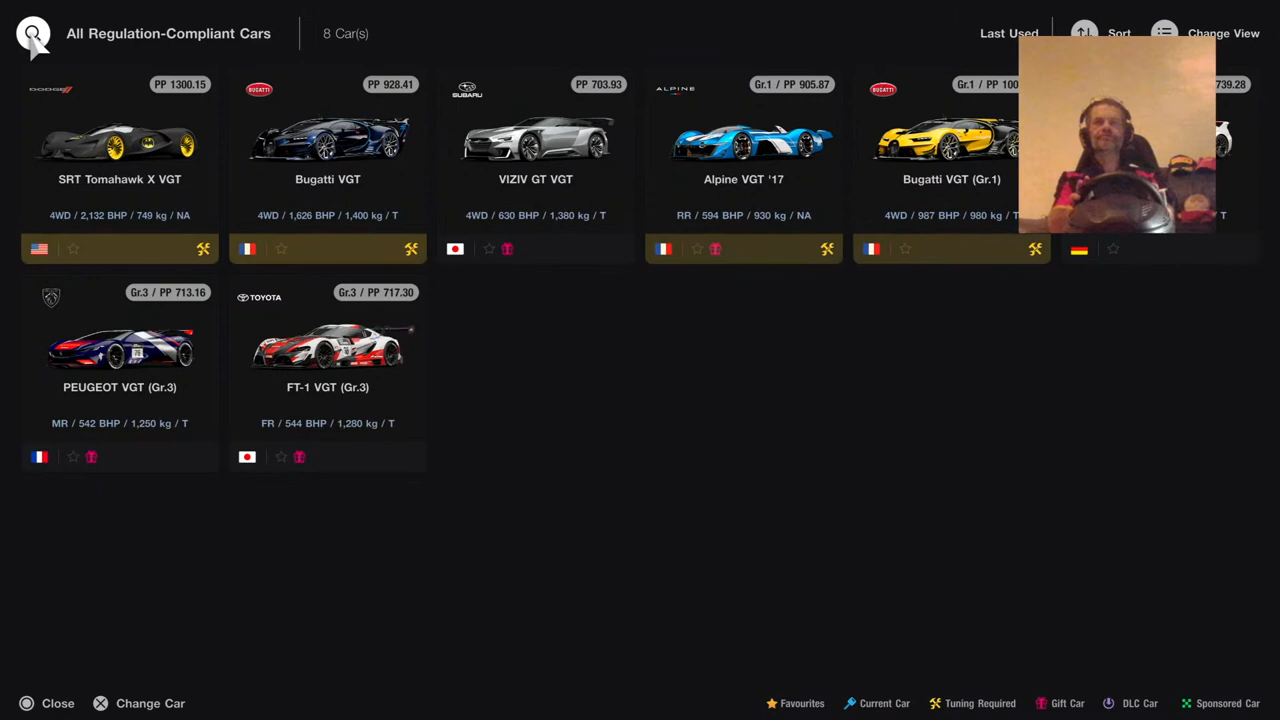 All Regulation-Compliant Cars 8 Car(s) Last Used Sort Change View
DODGE PP 1300.15
SRT Tomahawk X VGT
4WD / 2,132 BHP / 749 kg / NA
BUGATTI PP 928.41
Bugatti VGT
4WD / 1,626 BHP / 1,400 kg / T
SUBARU PP 703.93
VIZIV GT VGT
4WD / 630 BHP / 1,380 kg / T
ALPINE Gr.1 / PP 905.87
Alpine VGT '17
RR / 594 BHP / 930 kg / NA
BUGATTI Gr.1 / PP 100
Bugatti VGT (Gr.1)
4WD / 987 BHP / 980 kg / T
739.28
T
Gr.3 / PP 713.16
76
PEUGEOT VGT (Gr.3)
MR / 542 BHP / 1,250 kg / T
TOYOTA Gr.3 / PP 717.30
FT-1 VGT (Gr.3)
FR / 544 BHP / 1,280 kg / T
Close Change Car Favourites Current Car Tuning Required Gift Car DLC Car Sponsored Car